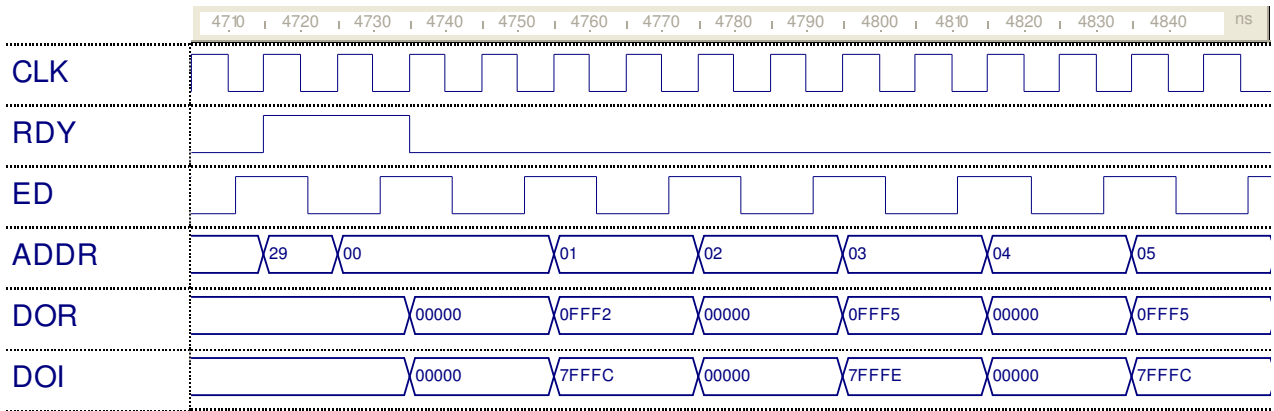 4710 4720 4730 4740 4750 4760 4770 4780 4790 4800 4810 4820 4830 4840 ns
CLK
RDY
ED
ADDR 29 00 01 02 03 04 05
DOR 00000 0FFF2 00000 0FFF5 00000 0FFF5
DOI 00000 7FFFC 00000 7FFFE 00000 7FFFC